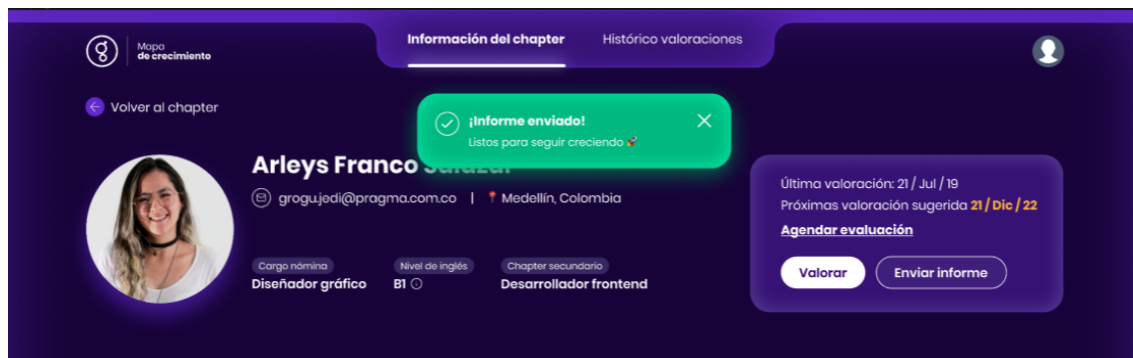 Mapa
de crecimiento
Información del chapter
Histórico valoraciones
Volver al chapter
¡Informe enviado!
Listos para seguir creciendo 🚀
Arleys Franco
grogu.jedi@pragma.com.co | 📍 Medellín, Colombia
Cargo nómina
Diseñador gráfico
Nivel de inglés
B1
Chapter secundario
Desarrollador frontend
Última valoración: 21 / Jul / 19
Próximas valoración sugerida 21 / Dic / 22
Agendar evaluación
Valorar
Enviar informe